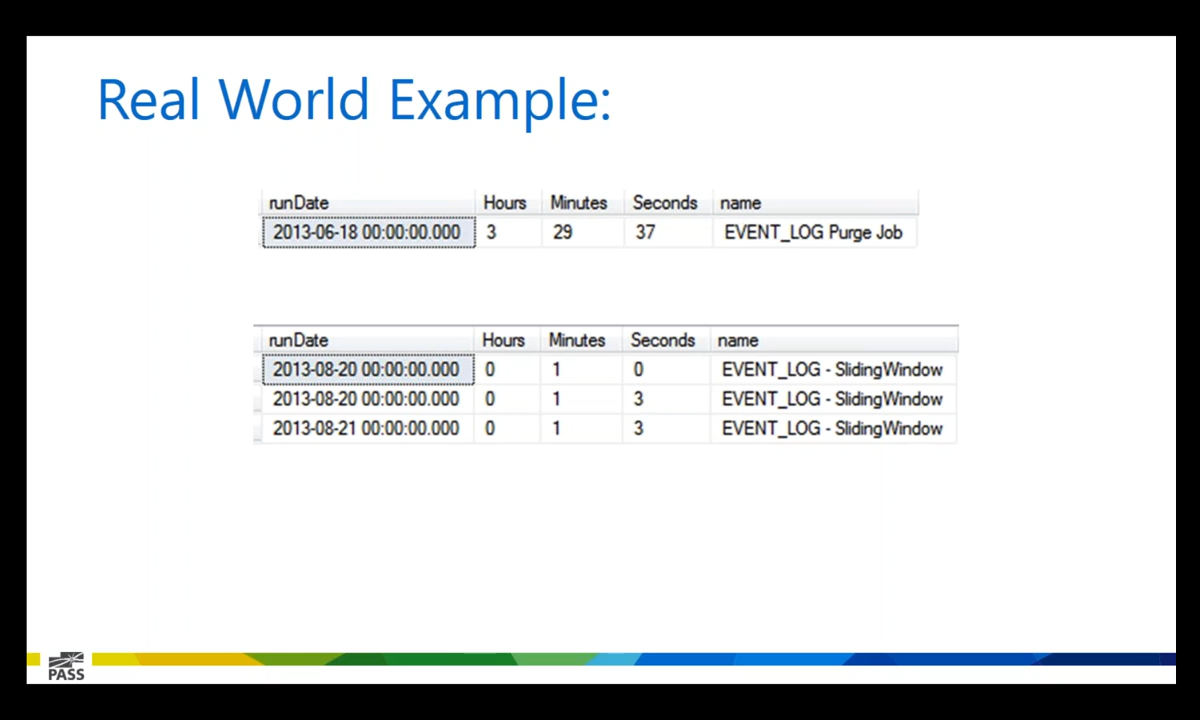 Real World Example:
runDate Hours Minutes Seconds name
2013-06-18 00:00:00.000 3 29 37 EVENT_LOG Purge Job
runDate Hours Minutes Seconds name
2013-08-20 00:00:00.000 0 1 0 EVENT_LOG - SlidingWindow
2013-08-20 00:00:00.000 0 1 3 EVENT_LOG - SlidingWindow
2013-08-21 00:00:00.000 0 1 3 EVENT_LOG - SlidingWindow
PASS